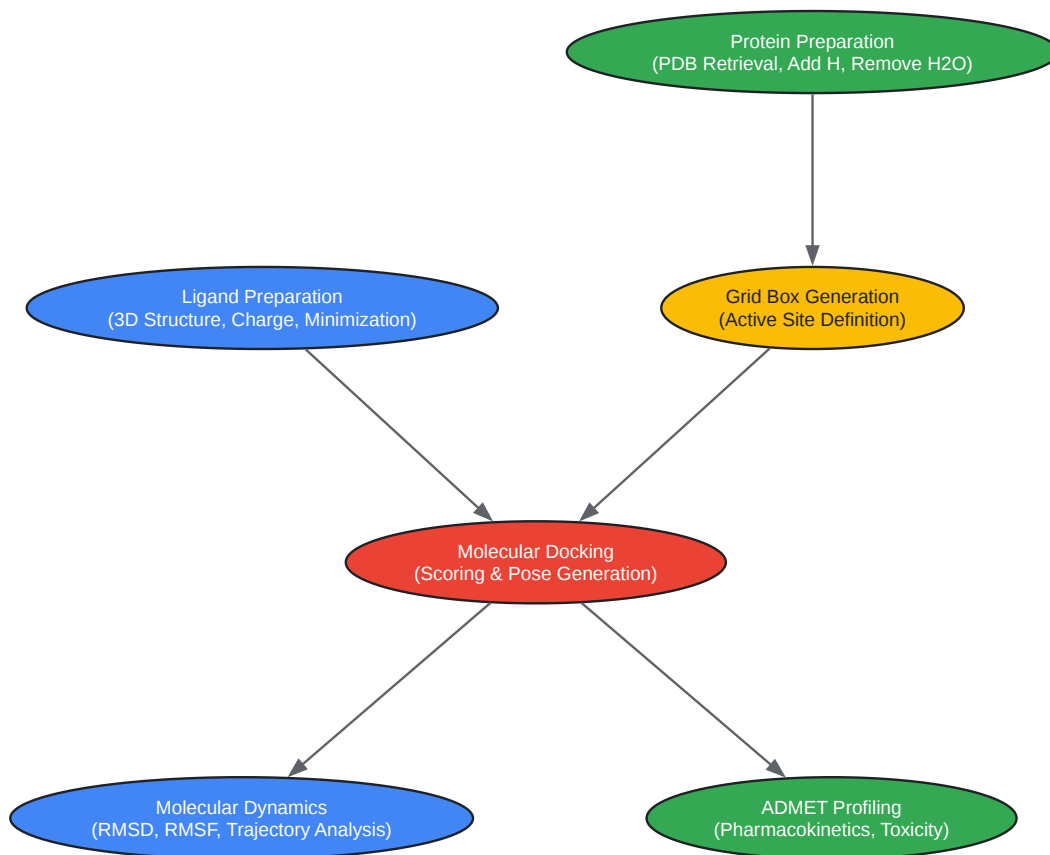 Protein Preparation
(PDB Retrieval, Add H, Remove H2O)
Ligand Preparation
(3D Structure, Charge, Minimization)
Grid Box Generation
(Active Site Definition)
Molecular Docking
(Scoring & Pose Generation)
Molecular Dynamics
(RMSD, RMSF, Trajectory Analysis)
ADMET Profiling
(Pharmacokinetics, Toxicity)